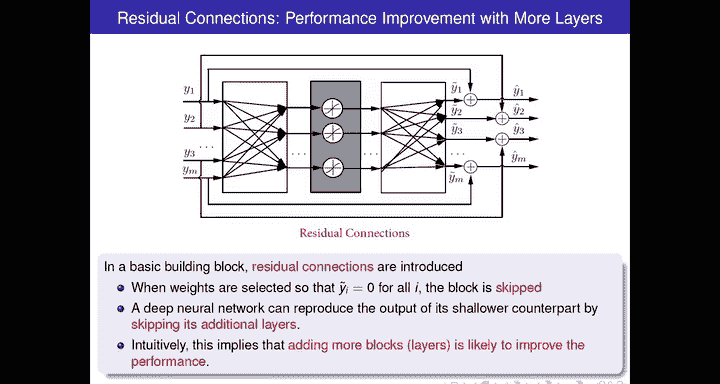 Residual Connections: Performance Improvement with More Layers
y₁ ỹ₁ ŷ₁
y₂ ỹ₂ ŷ₂
y₃ ỹ₃ ŷ₃
... ... ...
yₘ ỹₘ ŷₘ
Residual Connections
In a basic building block, residual connections are introduced
When weights are selected so that ỹᵢ = 0 for all i, the block is skipped
A deep neural network can reproduce the output of its shallower counterpart by
skipping its additional layers.
Intuitively, this implies that adding more blocks (layers) is likely to improve the
performance.